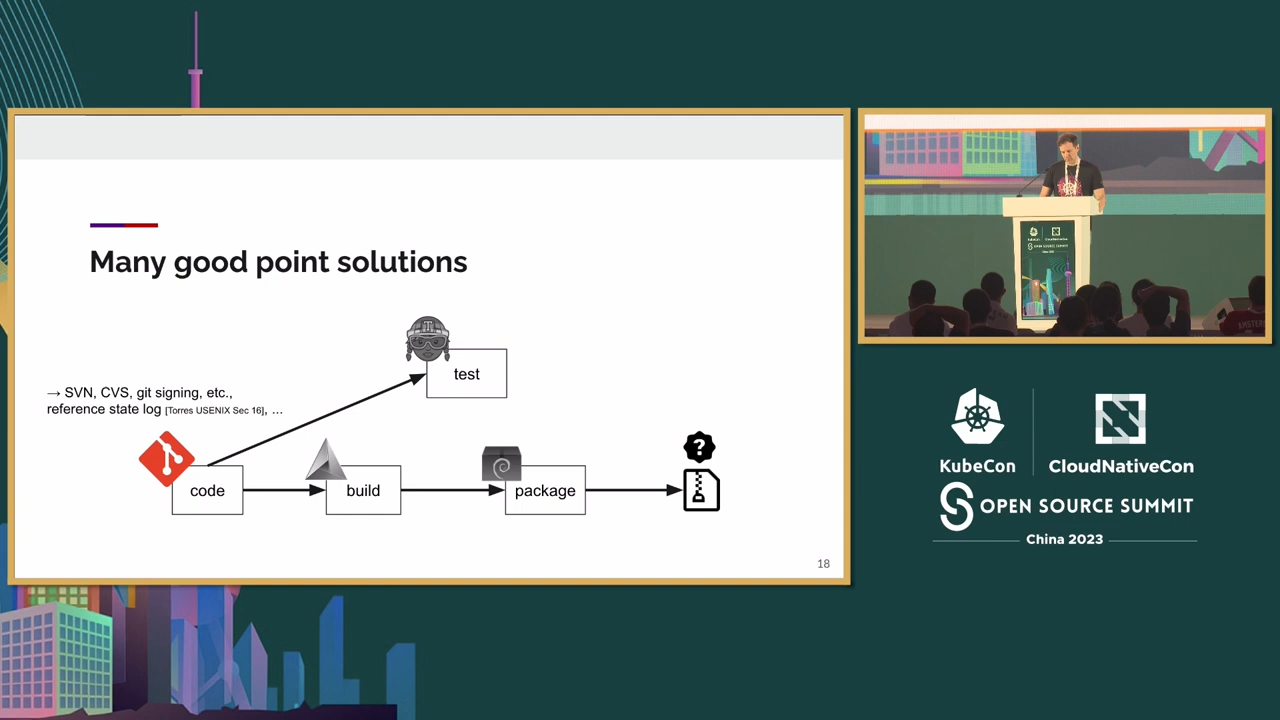 Many good point solutions
test
→ SVN, CVS, git signing, etc.,
reference state log [Torres USENIX Sec 16], ...
code
build
package
?
18
KubeCon
CloudNativeCon
OPEN SOURCE SUMMIT
China 2023